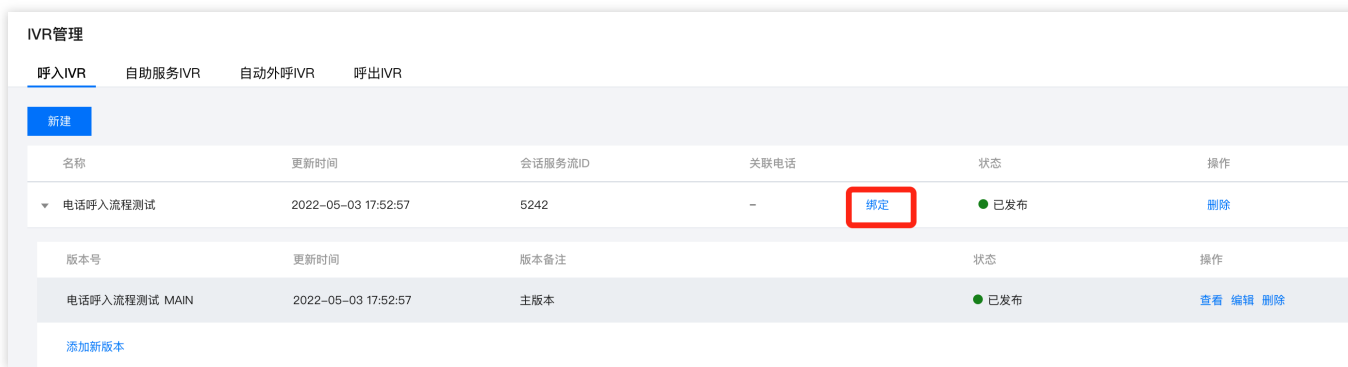 IVR管理
呼入IVR 自助服务IVR 自动外呼IVR 呼出IVR
新建
名称 更新时间 会话服务流ID 关联电话 状态 操作
电话呼入流程测试 2022-05-03 17:52:57 5242 - 绑定 已发布 删除
版本号 更新时间 版本备注 状态 操作
电话呼入流程测试 MAIN 2022-05-03 17:52:57 主版本 已发布 查看 编辑 删除
添加新版本